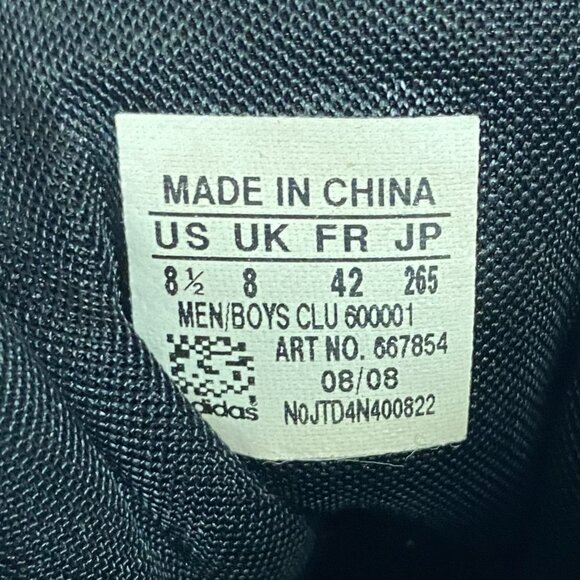 MADE IN CHINA
US UK FR JP
8½ 8 42 265
MEN/BOYS CLU 600001
ART NO. 667854
08/08
adidas N0JTD4N400822